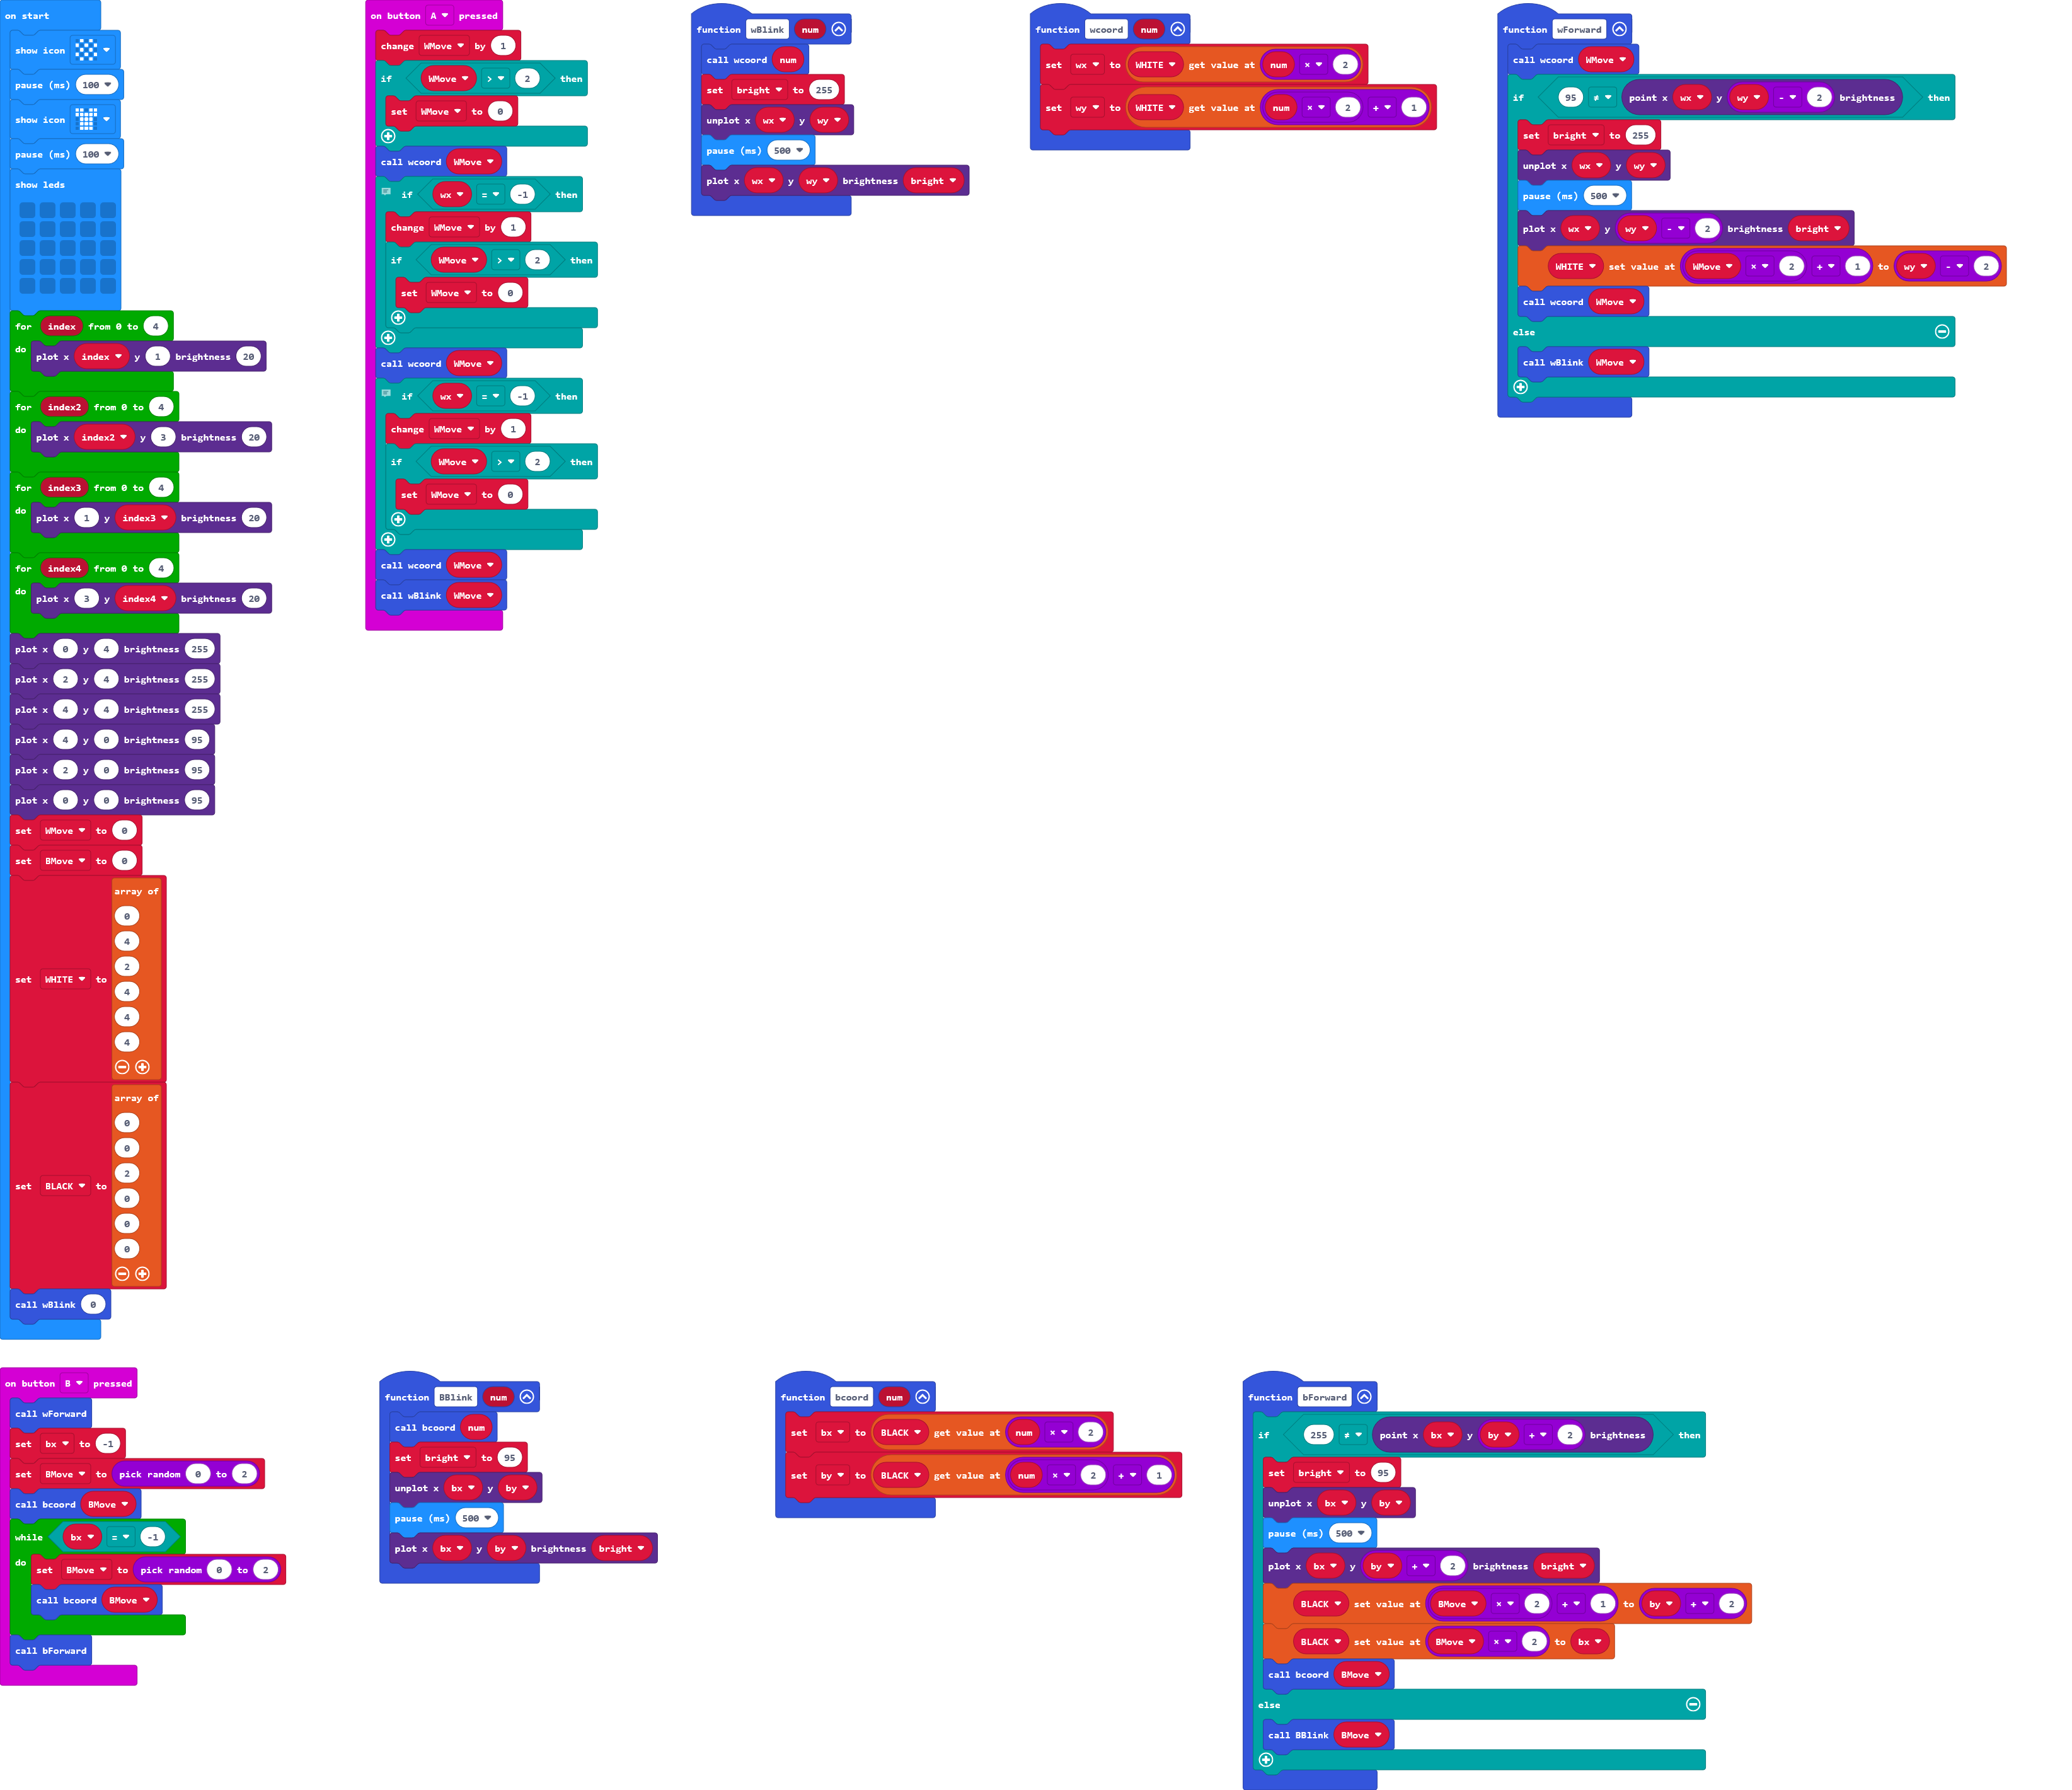 on start
show icon
pause (ms) 100
show icon
pause (ms) 100
show leds
for index from 0 to 4
do plot x index y 1 brightness 20
for index2 from 0 to 4
do plot x index2 y 3 brightness 20
for index3 from 0 to 4
do plot x 1 y index3 brightness 20
for index4 from 0 to 4
do plot x 3 y index4 brightness 20
plot x 0 y 4 brightness 255
plot x 2 y 4 brightness 255
plot x 4 y 4 brightness 255
plot x 4 y 0 brightness 95
plot x 2 y 0 brightness 95
plot x 0 y 0 brightness 95
set WMove to 0
set BMove to 0
set WHITE to array of
0
4
2
4
4
4
set BLACK to array of
0
0
2
0
0
0
call wBlink 0
on button A pressed
change WMove by 1
if WMove > 2 then
set WMove to 0
call wcoord WMove
if wx = -1 then
change WMove by 1
if WMove > 2 then
set WMove to 0
call wcoord WMove
if wx = -1 then
change WMove by 1
if WMove > 2 then
set WMove to 0
call wcoord WMove
call wBlink WMove
function wBlink num
call wcoord num
set bright to 255
unplot x wx y wy
pause (ms) 500
plot x wx y wy brightness bright
function wcoord num
set wx to WHITE get value at num × 2
set wy to WHITE get value at num × 2 + 1
function wForward
call wcoord WMove
if 95 ≠ point x wx y wy - 2 brightness then
set bright to 255
unplot x wx y wy
pause (ms) 500
plot x wx y wy - 2 brightness bright
WHITE set value at WMove × 2 + 1 to wy - 2
call wcoord WMove
else
call wBlink WMove
on button B pressed
call wForward
set bx to -1
set BMove to pick random 0 to 2
call bcoord BMove
while bx = -1
do set BMove to pick random 0 to 2
call bcoord BMove
call bForward
function BBlink num
call bcoord num
set bright to 95
unplot x bx y by
pause (ms) 500
plot x bx y by brightness bright
function bcoord num
set bx to BLACK get value at num × 2
set by to BLACK get value at num × 2 + 1
function bForward
if 255 ≠ point x bx y by + 2 brightness then
set bright to 95
unplot x bx y by
pause (ms) 500
plot x bx y by + 2 brightness bright
BLACK set value at BMove × 2 + 1 to by + 2
BLACK set value at BMove × 2 to bx
call bcoord BMove
else
call BBlink BMove